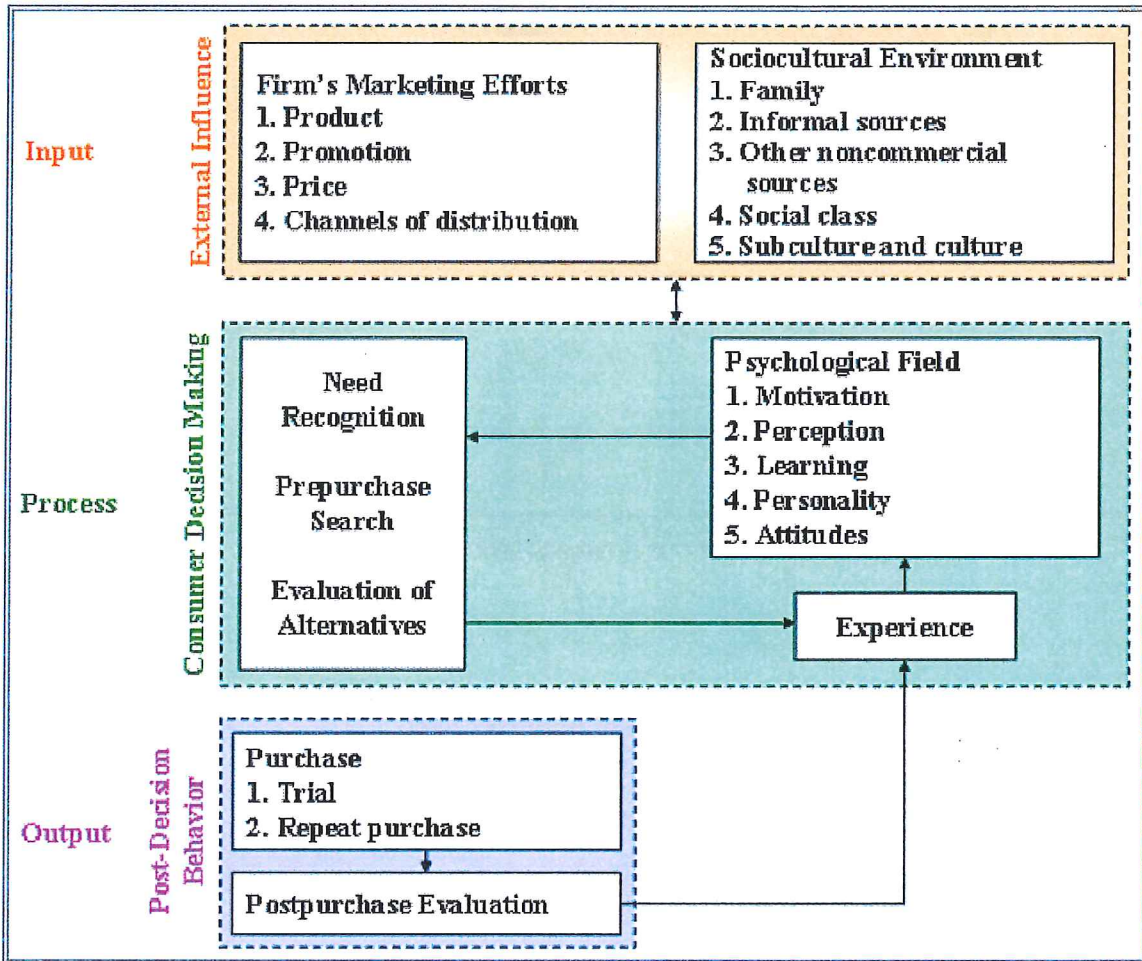 Input
External Influence
Firm's Marketing Efforts
1. Product
2. Promotion
3. Price
4. Channels of distribution
Sociocultural Environment
1. Family
2. Informal sources
3. Other noncommercial
sources
4. Social class
5. Subculture and culture
Process
Consumer Decision Making
Need
Recognition
Prepurchase
Search
Evaluation of
Alternatives
Psychological Field
1. Motivation
2. Perception
3. Learning
4. Personality
5. Attitudes
Experience
Output
Post-Decision
Behavior
Purchase
1. Trial
2. Repeat purchase
Postpurchase Evaluation